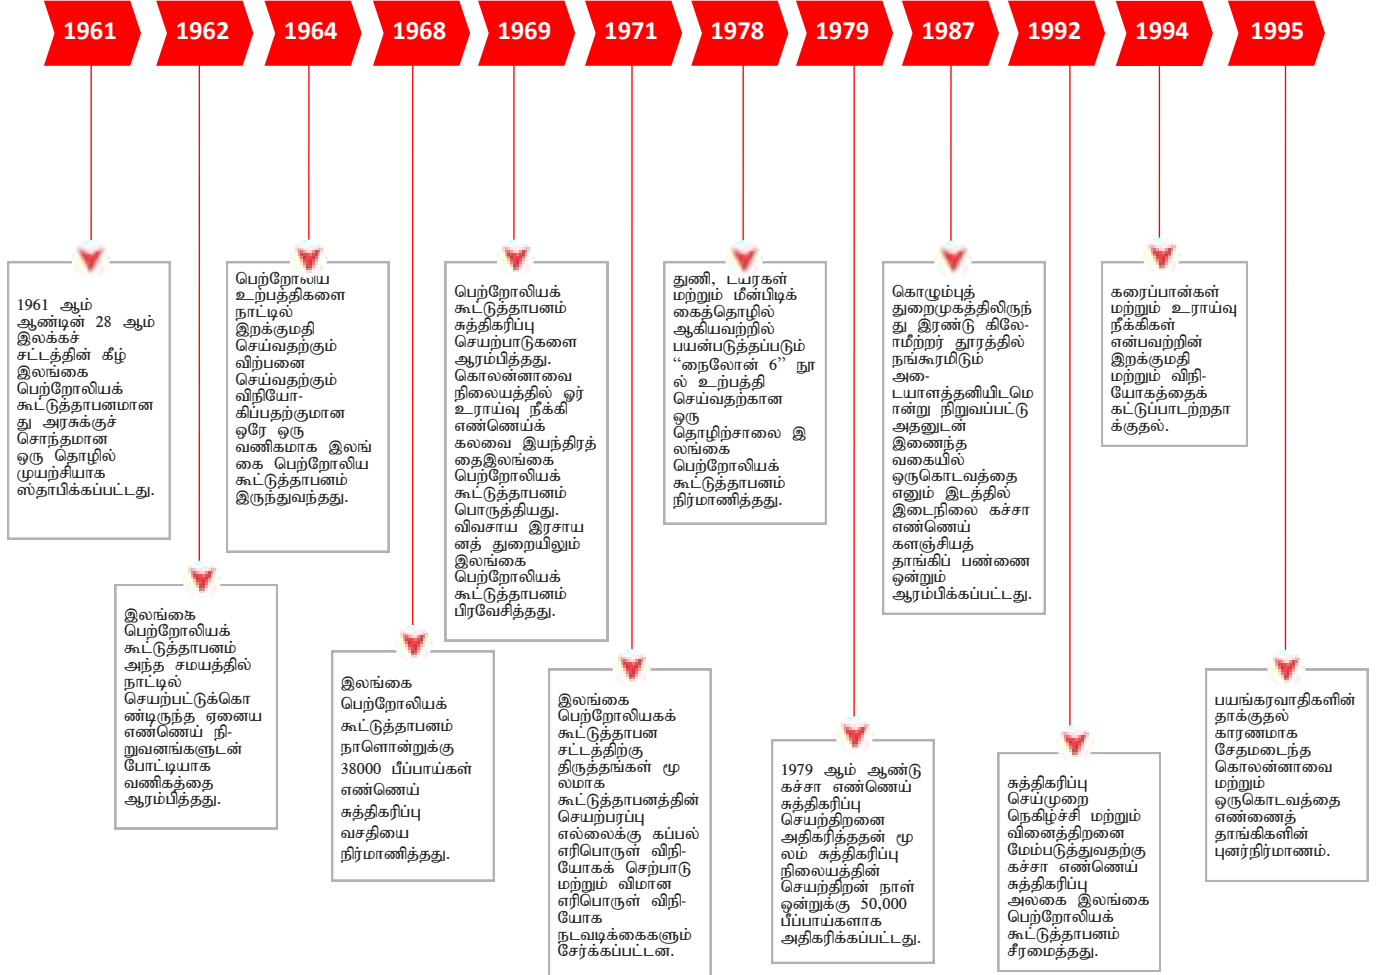 1961
1962
1964
1968
1969
1971
1978
1979
1987
1992
1994
1995
1961 ஆம்
ஆண்டின் 28 ஆம்
இலக்கச்
சட்டத்தின் கீழ்
இலங்கை
பெற்றோலியக்
கூட்டுத்தாபனமான
து அரசுக்குச்
சொந்தமான
ஒரு தொழில்
முயற்சியாக
ஸ்தாபிக்கப்பட்டது.
இலங்கை
பெற்றோலியக்
கூட்டுத்தாபனம்
அந்த சமயத்தில்
நாட்டில்
செயற்பட்டுக்கொ
ண்டிருந்த ஏனைய
எண்ணெய் நி-
றுவனங்களுடன்
போட்டியாக
வணிகத்தை
ஆரம்பித்தது.
பெற்றோலிய
உற்பத்திகளை
நாட்டில்
இறக்குமதி
செய்வதற்கும்
விற்பனை
செய்வதற்கும்
விநியோ-
கிப்பதற்குமான
ஒரே ஒரு
வணிகமாக இலங்
கை பெற்றோலிய
கூட்டுத்தாபனம்
இருந்துவந்தது.
இலங்கை
பெற்றோலியக்
கூட்டுத்தாபனம்
நாளொன்றுக்கு
38000 பீப்பாய்கள்
எண்ணெய்
சுத்திகரிப்பு
வசதியை
நிர்மாணித்தது.
பெற்றோலியக்
கூட்டுத்தாபனம்
சுத்திகரிப்பு
செயற்பாடுகளை
ஆரம்பித்தது.
கொலன்னாவை
நிலையத்தில் ஓர்
உராய்வு நீக்கி
எண்ணெய்க்
கலவை இயந்திரத்
தைஇலங்கை
பெற்றோலியக்
கூட்டுத்தாபனம்
பொருத்தியது.
விவசாய இரசாய
னத் துறையிலும்
இலங்கை
பெற்றோலியக்
கூட்டுத்தாபனம்
பிரவேசித்தது.
இலங்கை
பெற்றோலியகக்
கூட்டுத்தாபன
சட்டத்திற்கு
திருத்தங்கள் மூ
லமாக
கூட்டுத்தாபனத்தின்
செயற்பரப்பு
எல்லைக்கு கப்பல்
எரிபொருள் விநி-
யோகக் செற்பாடு
மற்றும் விமான
எரிபொருள் விநி-
யோக
நடவடிக்கைகளும்
சேர்க்கப்பட்டன.
துணி, டயர்கள்
மற்றும் மீன்பிடிக்
கைத்தொழில்
ஆகியவற்றில்
பயன்படுத்தப்படும்
“நைலோன் 6” நூ
ல் உற்பத்தி
செய்வதற்கான
ஒரு
தொழிற்சாலை இ
லங்கை
பெற்றோலியக்
கூட்டுத்தாபனம்
நிர்மாணித்தது.
1979 ஆம் ஆண்டு
கச்சா எண்ணெய்
சுத்திகரிப்பு
செயற்திறனை
அதிகரித்ததன் மூ
லம் சுத்திகரிப்பு
நிலையத்தின்
செயற்திறன் நாள்
ஒன்றுக்கு 50,000
பீப்பாய்களாக
அதிகரிக்கப்பட்டது.
கொழும்புத்
துறைமுகத்திலிருந்
து இரண்டு கிலே-
ாமீற்றர் தூரத்தில்
நங்கூரமிடும்
அ­டை-
டயாளத்தனியிடமெ
ான்று நிறுவப்பட்டு
அதனுடன்
இணைந்த
வகையில்
ஒருகொடவத்தை
எனும் இடத்தில்
இடைநிலை கச்சா
எண்ணெய்
களஞ்சியத்
தாங்கிப் பண்ணை
ஒன்றும்
ஆரம்பிக்கப்பட்டது.
சுத்திகரிப்பு
செய்முறை
நெகிழ்ச்சி மற்றும்
வினைத்திறனை
மேம்படுத்துவதற்கு
கச்சா எண்ணெய்
சுத்திகரிப்பு
அலகை இலங்கை
பெற்றோலியக்
கூட்டுத்தாபனம்
சீரமைத்தது.
கரைப்பான்கள்
மற்றும் உராய்வு
நீக்கிகள்
என்பவற்றின்
இறக்குமதி
மற்றும் விநி-
யோகத்தைக்
கட்டுப்பாடற்றதா
க்குதல்.
பயங்கரவாதிகளின்
தாக்குதல்
காரணமாக
சேதமடைந்த
கொலன்னாவை
மற்றும்
ஒருகொடவத்தை
எண்ணைத்
தாங்கிகளின்
புனர்நிர்மாணம்.